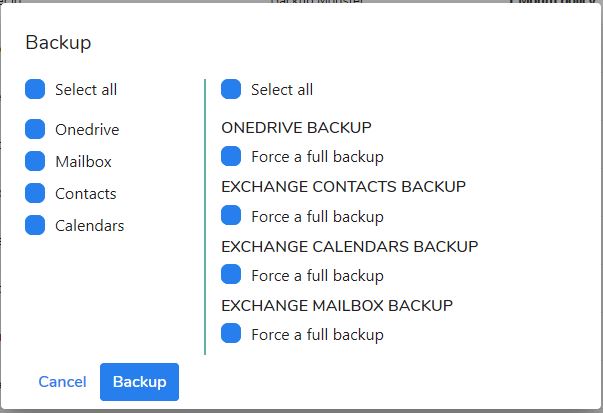 Backup
Select all
Onedrive
Mailbox
Contacts
Calendars
Select all
ONEDRIVE BACKUP
Force a full backup
EXCHANGE CONTACTS BACKUP
Force a full backup
EXCHANGE CALENDARS BACKUP
Force a full backup
EXCHANGE MAILBOX BACKUP
Force a full backup
Cancel
Backup